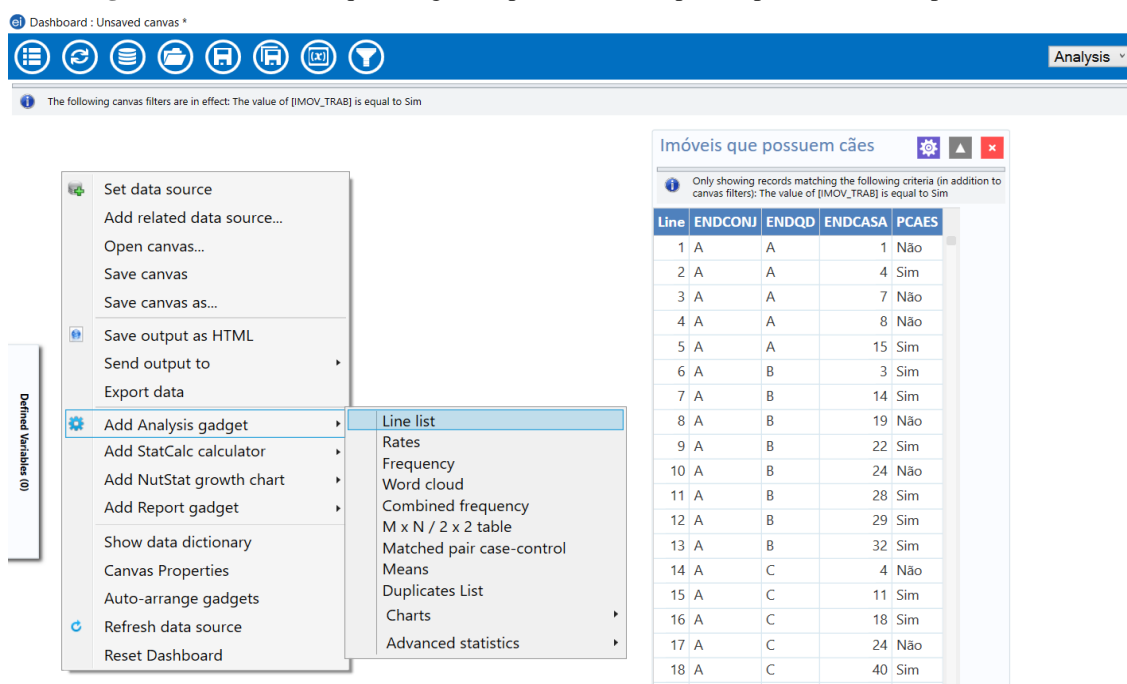 Dashboard : Unsaved canvas *
Analysis
The following canvas filters are in effect: The value of [IMOV_TRAB] is equal to Sim
Set data source
Add related data source...
Open canvas...
Save canvas
Save canvas as...
Save output as HTML
Send output to
Export data
Add Analysis gadget
Add StatCalc calculator
Add NutStat growth chart
Add Report gadget
Show data dictionary
Canvas Properties
Auto-arrange gadgets
Refresh data source
Reset Dashboard
Defined Variables (0)
Line list
Rates
Frequency
Word cloud
Combined frequency
M x N / 2 x 2 table
Matched pair case-control
Means
Duplicates List
Charts
Advanced statistics
Imóveis que possuem cães
Only showing records matching the following criteria (in addition to
canvas filters): The value of [IMOV_TRAB] is equal to Sim
Line ENDCONJ ENDQD ENDCASA PCAES
1 A A 1 Não
2 A A 4 Sim
3 A A 7 Não
4 A A 8 Não
5 A A 15 Sim
6 A B 3 Sim
7 A B 14 Sim
8 A B 19 Não
9 A B 22 Sim
10 A B 24 Não
11 A B 28 Sim
12 A B 29 Sim
13 A B 32 Sim
14 A C 4 Não
15 A C 11 Sim
16 A C 18 Sim
17 A C 24 Não
18 A C 40 Sim